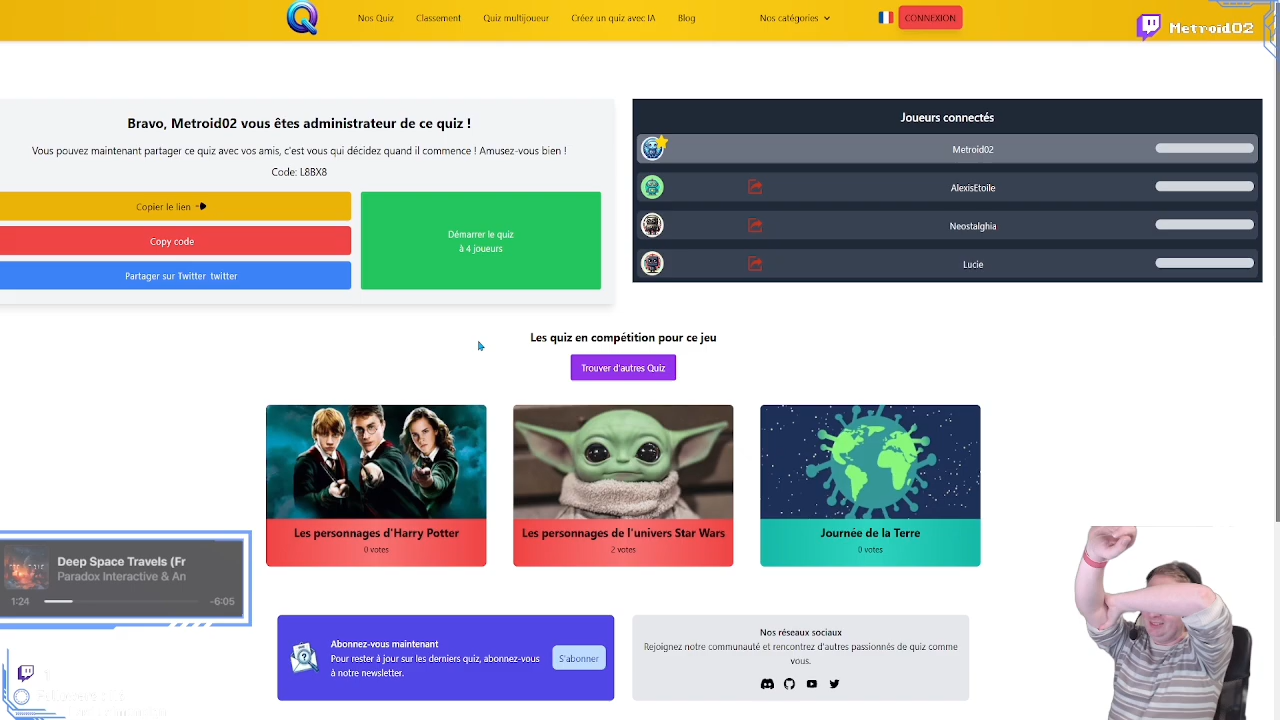 Nos Quiz
Classement
Quiz multijoueur
Créez un quiz avec IA
Blog
Nos catégories
CONNEXION
Metroid02
Bravo, Metroid02 vous êtes administrateur de ce quiz !
Vous pouvez maintenant partager ce quiz avec vos amis, c'est vous qui décidez quand il commence ! Amusez-vous bien !
Code: L8BX8
Copier le lien
Copy code
Partager sur Twitter twitter
Démarrer le quiz
à 4 joueurs
Joueurs connectés
Metroid02
AlexisEtoile
Neostalghia
Lucie
Les quiz en compétition pour ce jeu
Trouver d'autres Quiz
Les personnages d'Harry Potter
0 votes
Les personnages de l'univers Star Wars
2 votes
Journée de la Terre
0 votes
Deep Space Travels (Fr
Paradox Interactive & An
1:24
-6:05
Abonnez-vous maintenant
Pour rester à jour sur les derniers quiz, abonnez-vous
à notre newsletter.
S'abonner
Nos réseaux sociaux
Rejoignez notre communauté et rencontrez d'autres passionnés de quiz comme
vous.